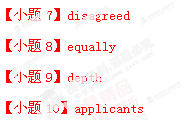 【小题 7】disagreed
【小题 8】equally
【小题 9】depth
【小题 10】applicants